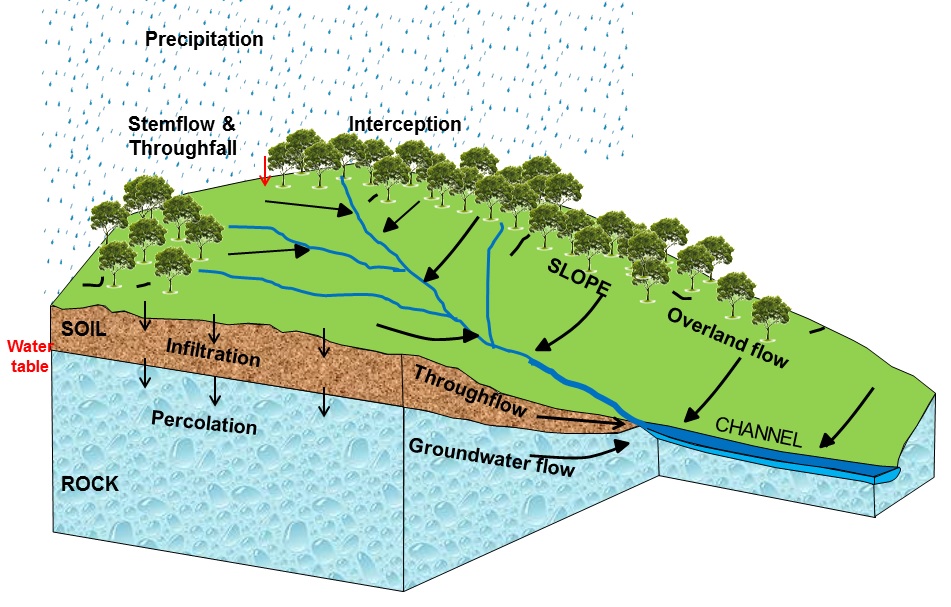 Precipitation
Stemflow &
Throughfall
Interception
SLOPE
Overland flow
SOIL
Water
table
Infiltration
Throughflow
Percolation
CHANNEL
Groundwater flow
ROCK